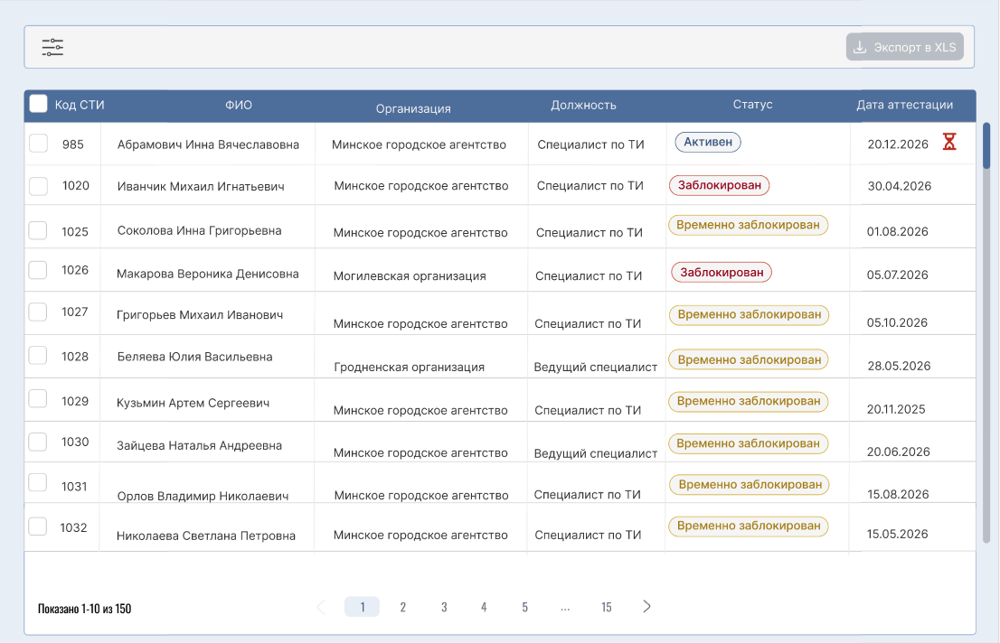 Экспорт в XLS
Код СТИ ФИО Организация Должность Статус Дата аттестации
985 Абрамович Инна Вячеславовна Минское городское агентство Специалист по ТИ Активен 20.12.2026
1020 Иванчик Михаил Игнатьевич Минское городское агентство Специалист по ТИ Заблокирован 30.04.2026
1025 Соколова Инна Григорьевна Минское городское агентство Специалист по ТИ Временно заблокирован 01.08.2026
1026 Макарова Вероника Денисовна Могилевская организация Специалист по ТИ Заблокирован 05.07.2026
1027 Григорьев Михаил Иванович Минское городское агентство Специалист по ТИ Временно заблокирован 05.10.2026
1028 Беляева Юлия Васильевна Гродненская организация Ведущий специалист Временно заблокирован 28.05.2026
1029 Кузьмин Артем Сергеевич Минское городское агентство Специалист по ТИ Временно заблокирован 20.11.2025
1030 Зайцева Наталья Андреевна Минское городское агентство Ведущий специалист Временно заблокирован 20.06.2026
1031 Орлов Владимир Николаевич Минское городское агентство Специалист по ТИ Временно заблокирован 15.08.2026
1032 Николаева Светлана Петровна Минское городское агентство Специалист по ТИ Временно заблокирован 15.05.2026
Показано 1-10 из 150 1 2 3 4 5 ... 15